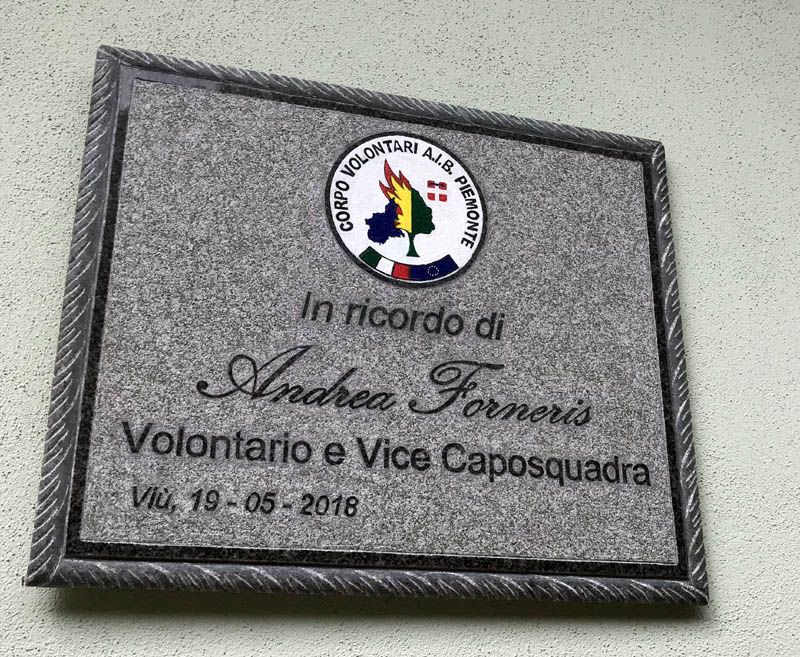 CORPO VOLONTARI A.I.B. PIEMONTE
In ricordo di
Andrea Forneris
Volontario e Vice Caposquadra
Viù, 19 - 05 - 2018